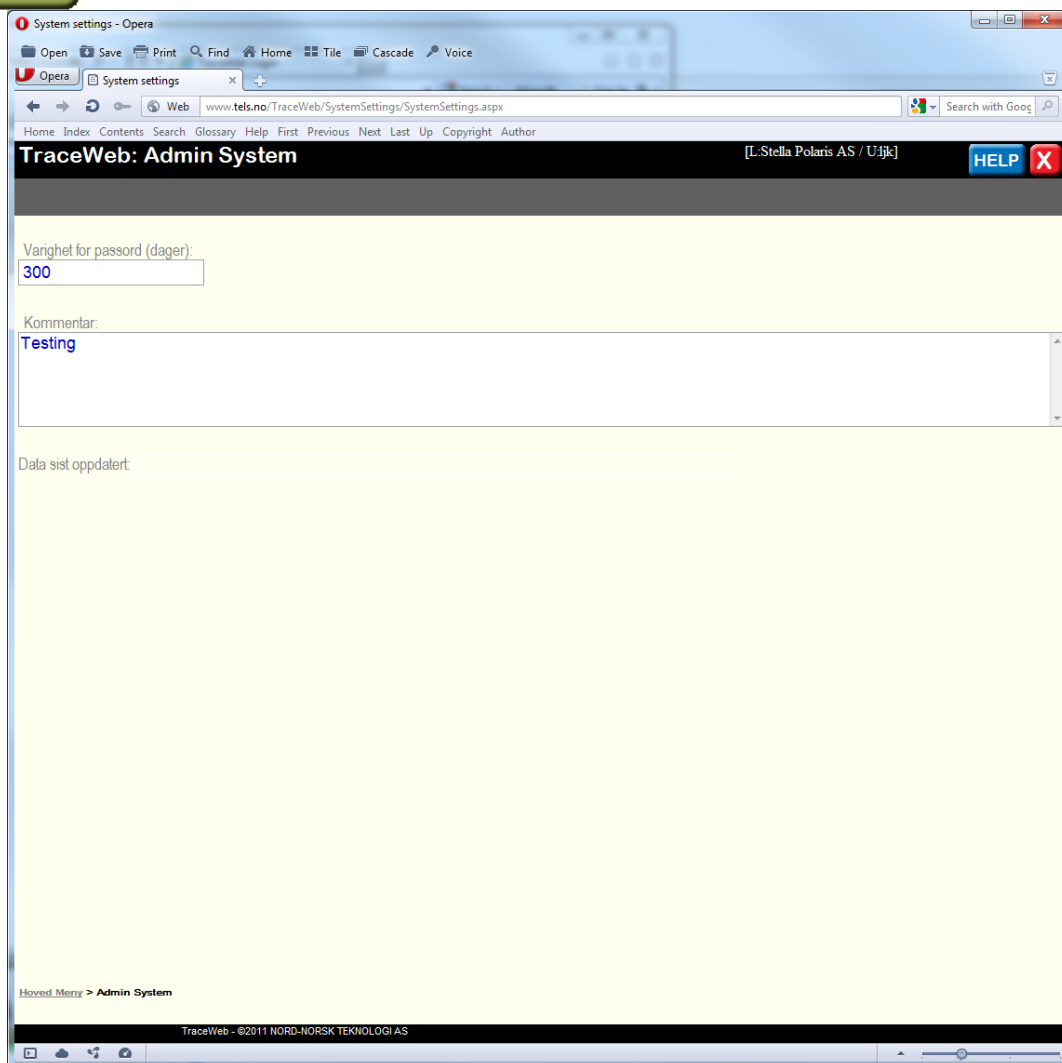 System settings - Opera
Open Save Print Find Home Tile Cascade Voice
Opera System settings
Web www.tels.no/TraceWeb/SystemSettings/SystemSettings.aspx Search with Goog
Home Index Contents Search Glossary Help First Previous Next Last Up Copyright Author
TraceWeb: Admin System [L:Stella Polaris AS / U:ljk] HELP X
Varighet for passord (dager):
300
Kommentar:
Testing
Data sist oppdatert:
Hoved Meny > Admin System
TraceWeb - ©2011 NORD-NORSK TEKNOLOGI AS